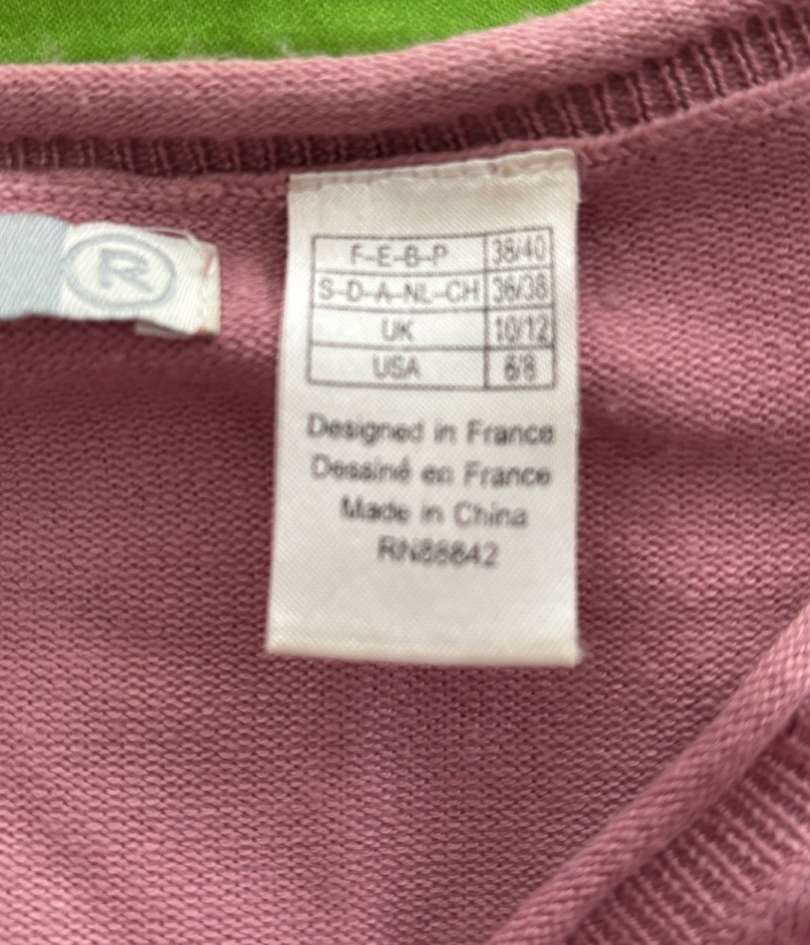 R
F-E-B-P 38/40
S-D-A-NL-CH 36/38
UK 10/12
USA 6/8
Designed in France
Dessiné en France
Made in China
RN88842